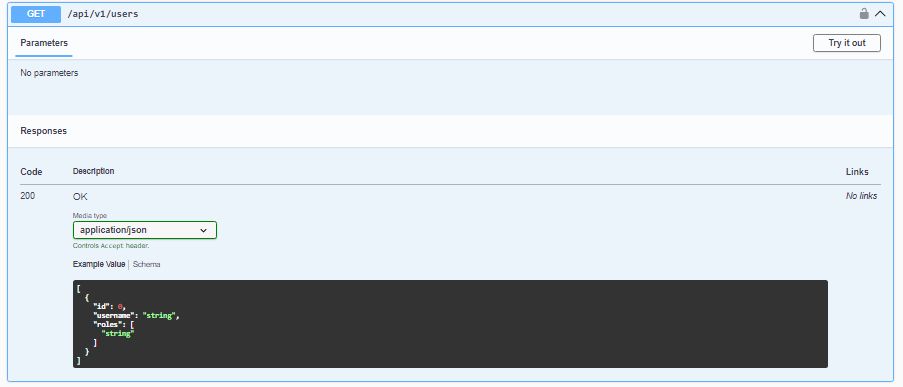 GET /api/v1/users
Parameters Try it out
No parameters
Responses
Code Description Links
200 OK No links
Media type
application/json
Controls Accept header.
Example Value | Schema
[
  {
    "id": 0,
    "username": "string",
    "roles": [
      "string"
    ]
  }
]